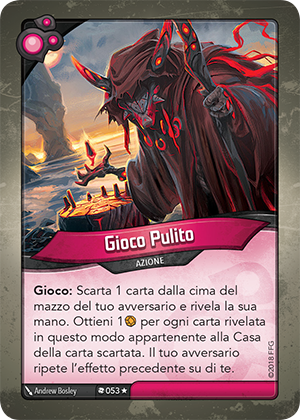 Gioco Pulito
AZIONE
Gioco: Scarta 1 carta dalla cima del
mazzo del tuo avversario e rivela la sua
mano. Ottieni 1 per ogni carta rivelata
in questo modo appartenente alla Casa
della carta scartata. Il tuo avversario
ripete l'effetto precedente su di te.
©2018 FFG
Andrew Bosley
053